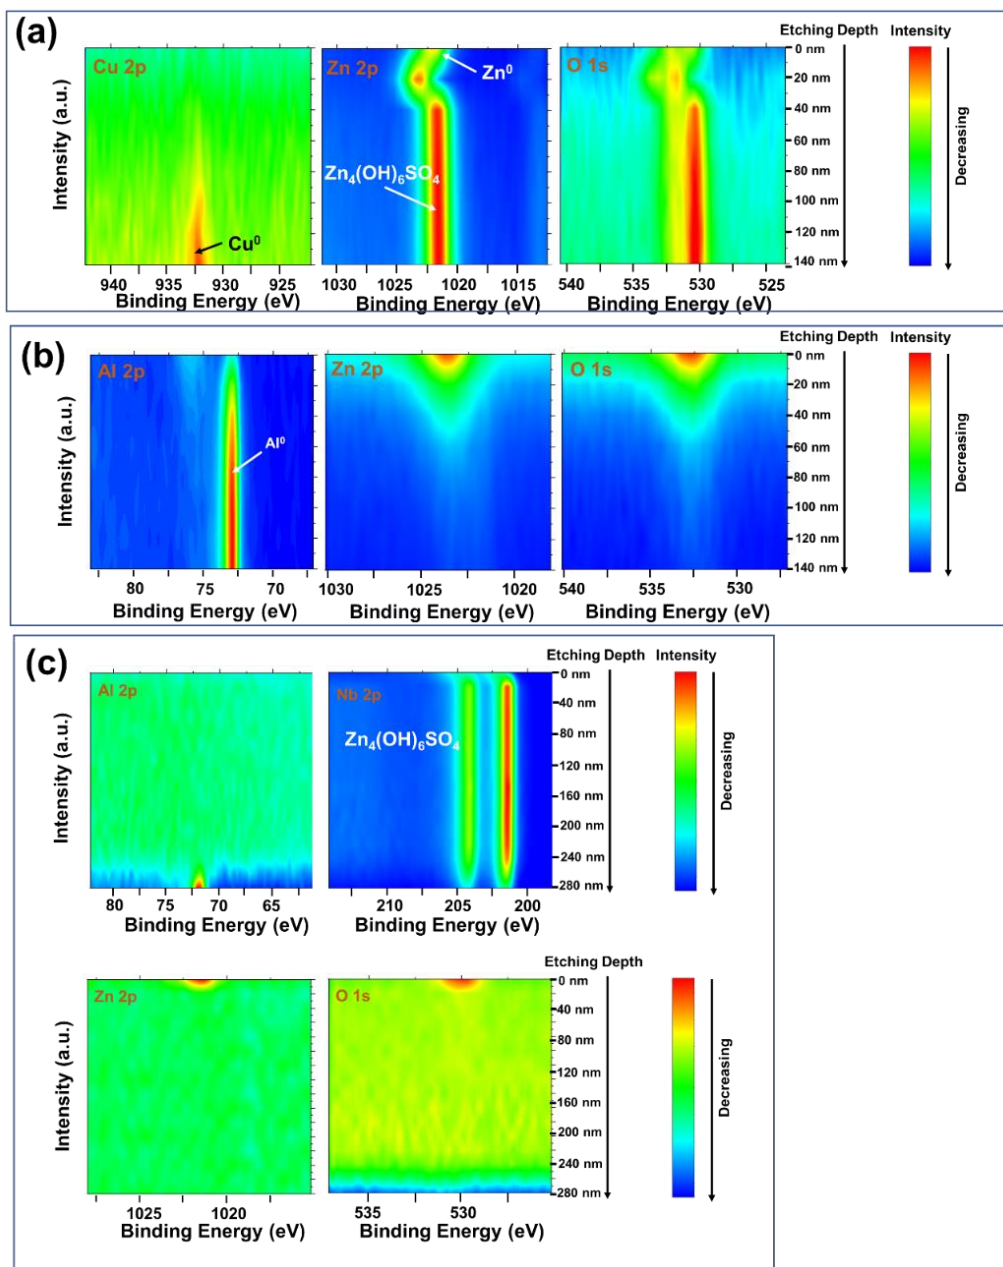 (a)
Etching Depth Intensity
Cu 2p
Zn 2p
Zn⁰
O 1s
Zn₄(OH)₆SO₄
Cu⁰
Intensity (a.u.)
0 nm
20 nm
40 nm
60 nm
80 nm
100 nm
120 nm
140 nm
Decreasing
940 935 930 925
1030 1023 1020 1013
540 535 530 525
Binding Energy (eV) Binding Energy (eV) Binding Energy (eV)
(b)
Etching Depth Intensity
Al 2p
Zn 2p
O 1s
Al⁰
Intensity (a.u.)
0 nm
20 nm
40 nm
60 nm
80 nm
100 nm
120 nm
140 nm
Decreasing
80 75 70
1030 1024 1020
540 535 530
Binding Energy (eV) Binding Energy (eV) Binding Energy (eV)
(c)
Etching Depth Intensity
Al 2p
Nb 2p
Zn₄(OH)₆SO₄
Intensity (a.u.)
0 nm
40 nm
80 nm
120 nm
160 nm
200 nm
240 nm
280 nm
Decreasing
80 75 70 65
210 205 200
Binding Energy (eV) Binding Energy (eV)
Etching Depth
Zn 2p
O 1s
Intensity (a.u.)
0 nm
40 nm
80 nm
120 nm
160 nm
200 nm
240 nm
280 nm
Decreasing
1025 1020
535 530
Binding Energy (eV) Binding Energy (eV)